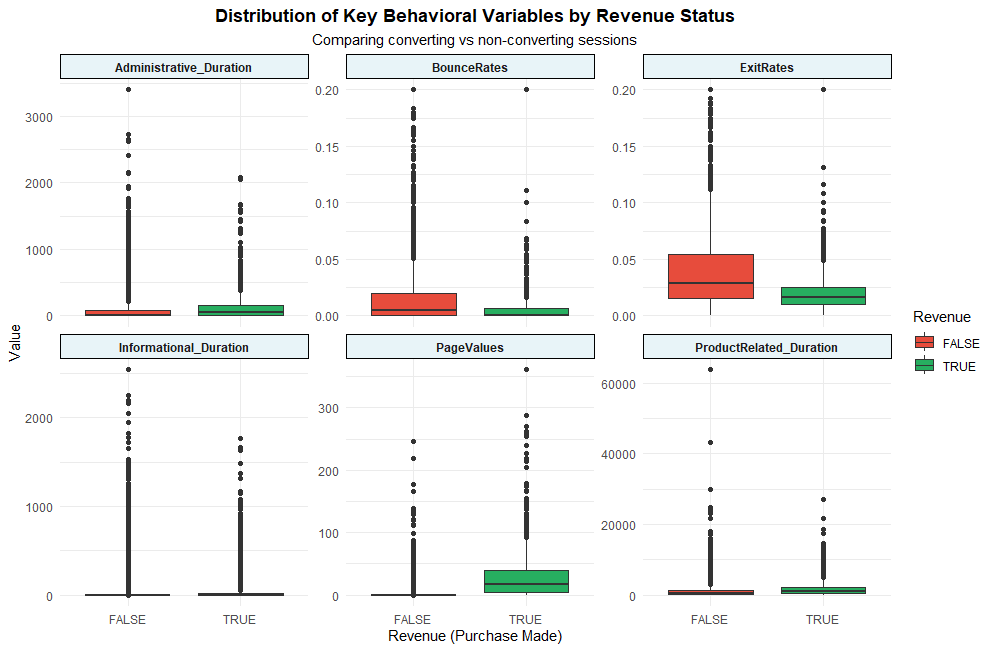 Distribution of Key Behavioral Variables by Revenue Status
Comparing converting vs non-converting sessions
Administrative_Duration
BounceRates
ExitRates
3000
2000
1000
0
0.20
0.15
0.10
0.05
0.00
0.20
0.15
0.10
0.05
0.00
Value
Informational_Duration
PageValues
ProductRelated_Duration
2000
1000
0
300
200
100
0
60000
40000
20000
0
FALSE
TRUE
FALSE
TRUE
FALSE
TRUE
Revenue (Purchase Made)
Revenue
FALSE
TRUE